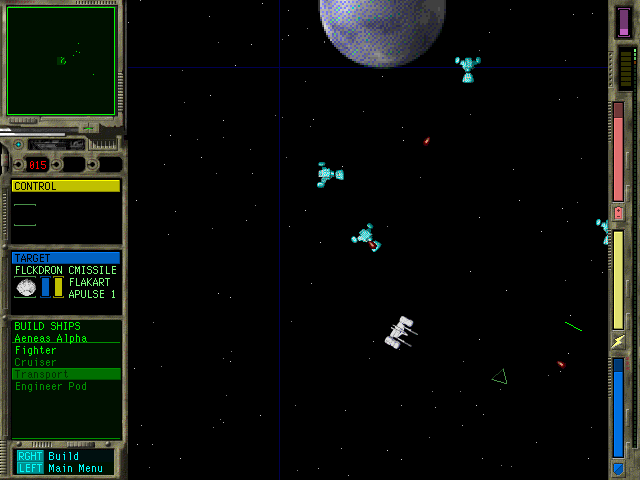 015
CONTROL
TARGET
FLCKDRON CMISSILE
FLAKART
APULSE 1
BUILD SHIPS
Aeneas Alpha
Fighter
Cruiser
Transport
Engineer Pod
RGHT Build
LEFT Main Menu